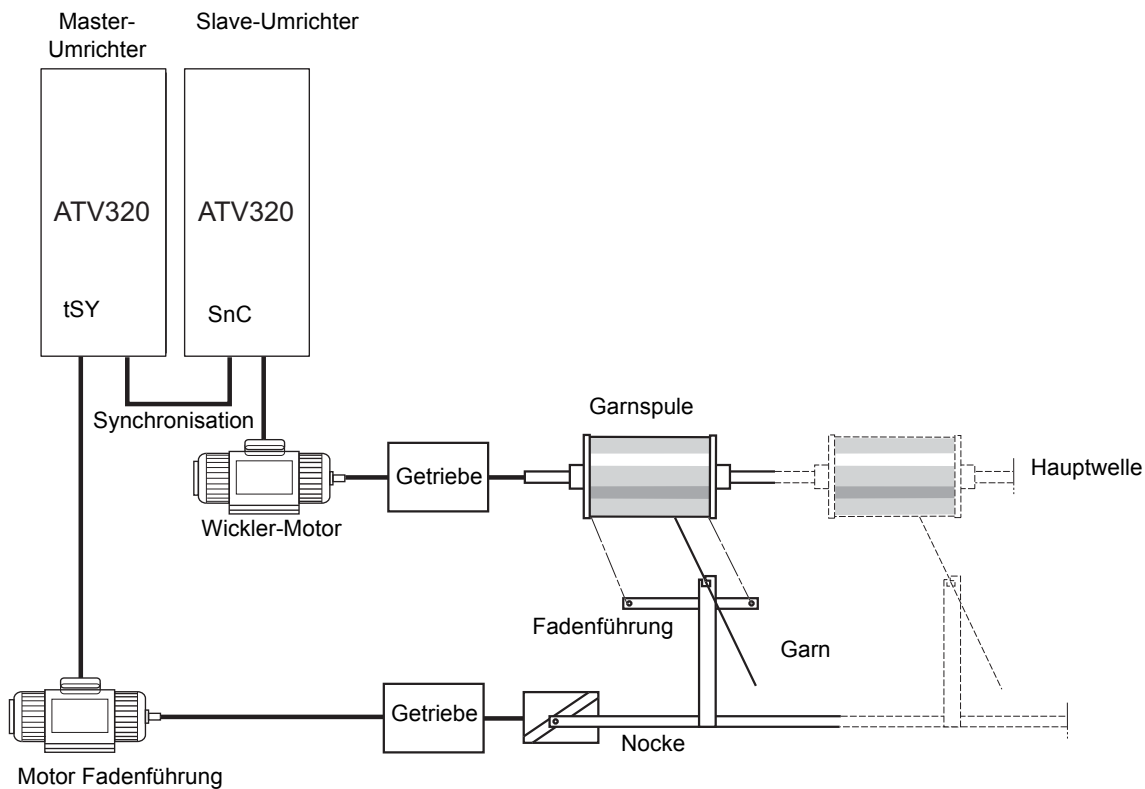 Master-
Umrichter
Slave-Umrichter
ATV320
ATV320
tSY
SnC
Synchronisation
Garnspule
Getriebe
Hauptwelle
Wickler-Motor
Fadenführung
Garn
Getriebe
Nocke
Motor Fadenführung